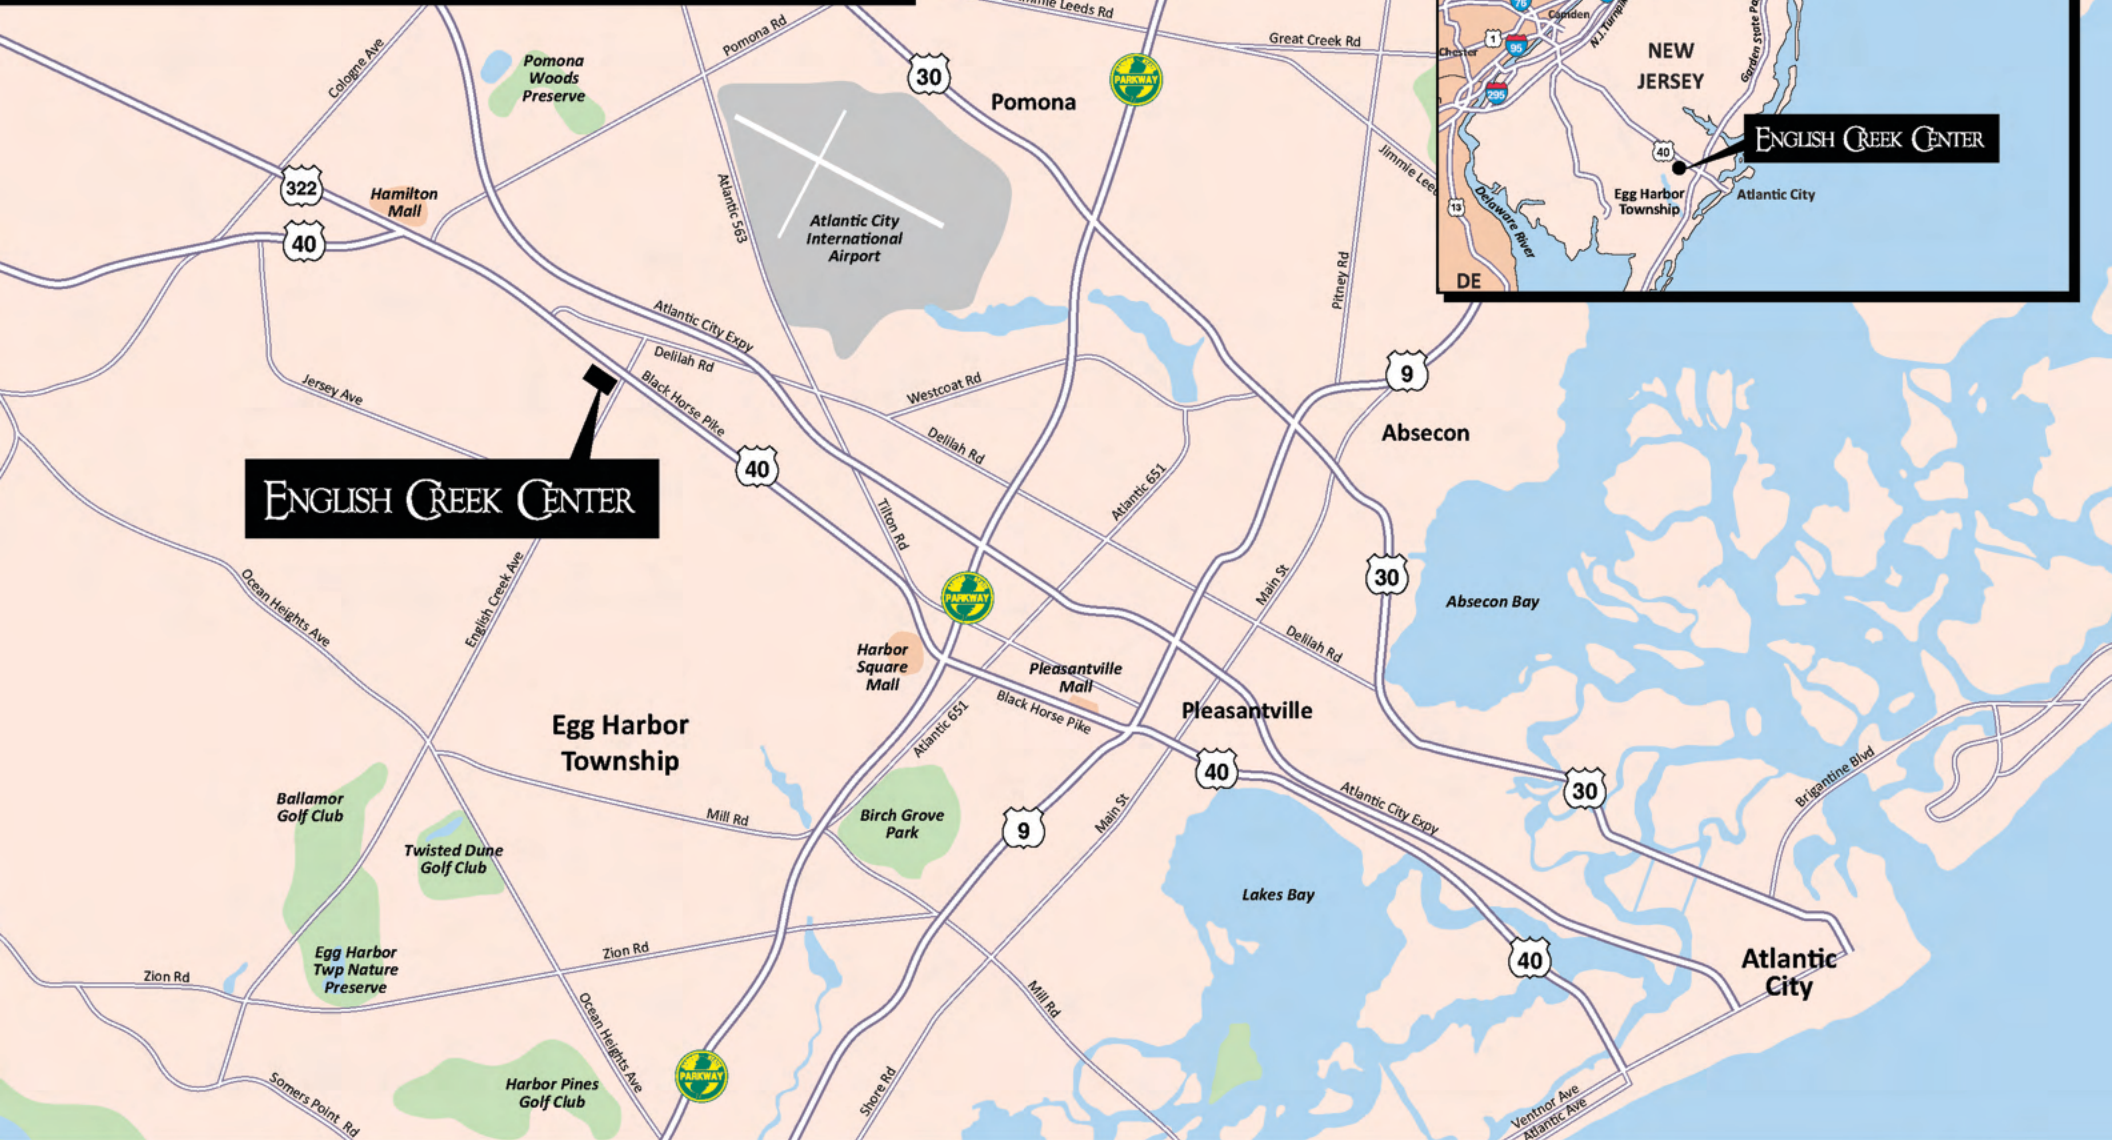 Jimmie Leeds Rd
Great Creek Rd
Cologne Ave
Pomona
Woods
Preserve
Pomona Rd
30
Pomona
PARKWAY
322
Hamilton
Mall
40
Atlantic 563
Atlantic City
International
Airport
Pitney Rd
Jimmie Lee
76
Camden
1
95
Chester
295
N.J. Turnpi
NEW
JERSEY
Garden State Pa
ENGLISH CREEK CENTER
40
Egg Harbor
Township
Atlantic City
13
Delaware River
DE
Atlantic City Expy
Delilah Rd
Black Horse Pike
Jersey Ave
Westcoat Rd
9
Absecon
Delilah Rd
40
ENGLISH CREEK CENTER
Atlantic 651
Tilton Rd
Main St
30
Absecon Bay
Ocean Heights Ave
English Creek Ave
PARKWAY
Harbor
Square
Mall
Pleasantville
Mall
Delilah Rd
Black Horse Pike
Atlantic 651
Pleasantville
Egg Harbor
Township
40
30
Brigantine Blvd
Atlantic City Expy
Ballamor
Golf Club
Mill Rd
Birch Grove
Park
9
Main St
Twisted Dune
Golf Club
Lakes Bay
Egg Harbor
Twp Nature
Preserve
Zion Rd
Zion Rd
40
Atlantic
City
Ocean Heights Ave
Mill Rd
Harbor Pines
Golf Club
PARKWAY
Somers Point Rd
Shore Rd
Ventnor Ave
Atlantic Ave